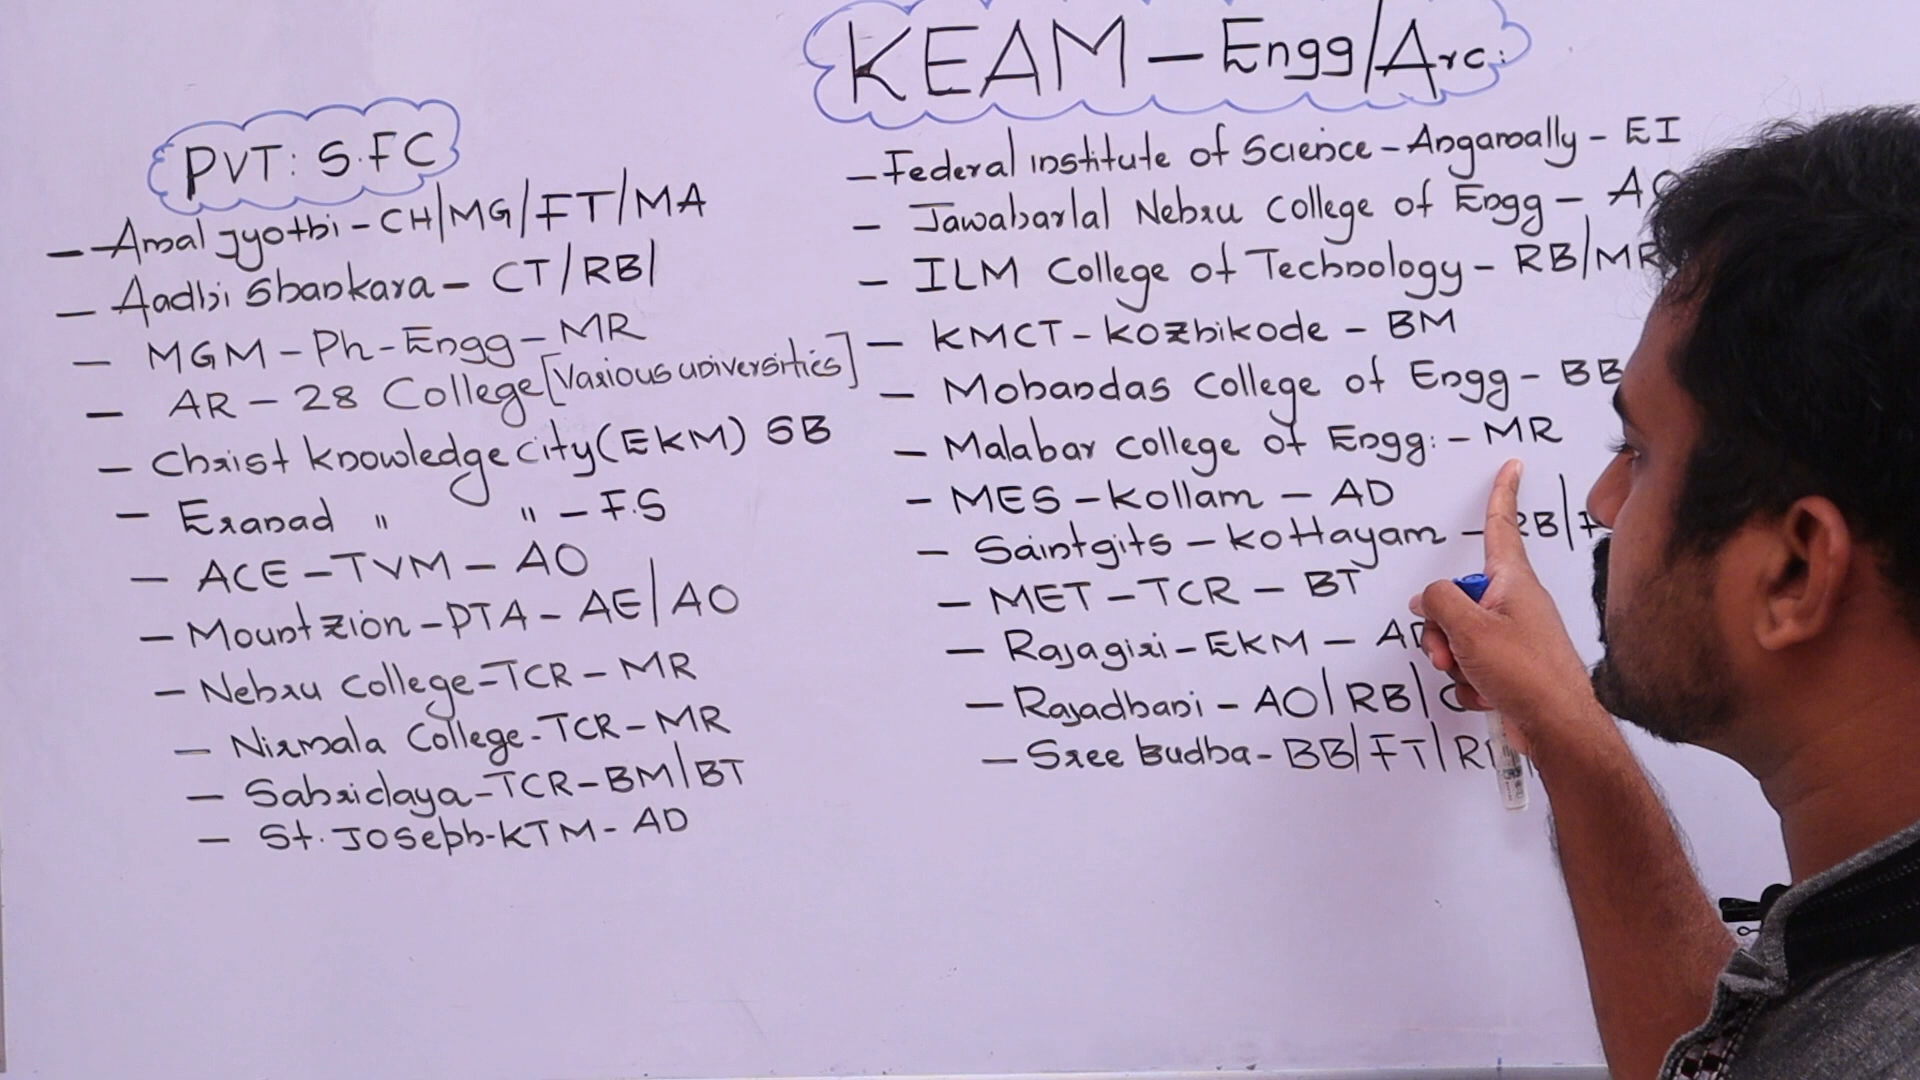 KEAM - Engg/Arc:
PVT: S.FC
- Amal jyothi - CH/MG/FT/MA
- Aadhi Shankara - CT/RB/
- MGM - Ph - Engg - MR
- AR - 28 College [Various universities]
- Christ knowledge city (EKM) SB
- Eranad " " - F.S
- ACE - TVM - AO
- Mount zion - PTA - AE/AO
- Nehru College - TCR - MR
- Nirmala College - TCR - MR
- Sahridaya - TCR - BM/BT
- St. Joseph - KTM - AD
- Federal institute of Science - Angamally - EI
- Jawaharlal Nehru College of Engg - AO
- ILM College of Technology - RB/MR
- KMCT - Kozhikode - BM
- Mohandas College of Engg - BB
- Malabar College of Engg: - MR
- MES - Kollam - AD
- Saintgits - Kottayam - RB/
- MET - TCR - BT
- Rajagiri - EKM - AD
- Rajadhani - AO/RB/
- Sree Budha - BB/FT/